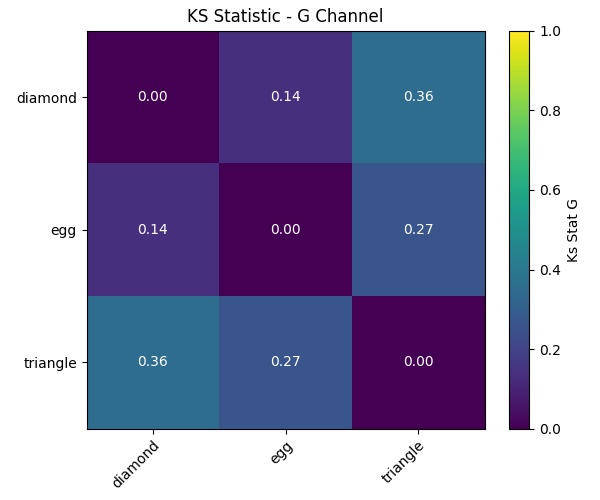 KS Statistic - G Channel
diamond 0.00 0.14 0.36
egg 0.14 0.00 0.27
triangle 0.36 0.27 0.00
diamond egg triangle
1.0
0.8
0.6
0.4
0.2
0.0
Ks Stat G